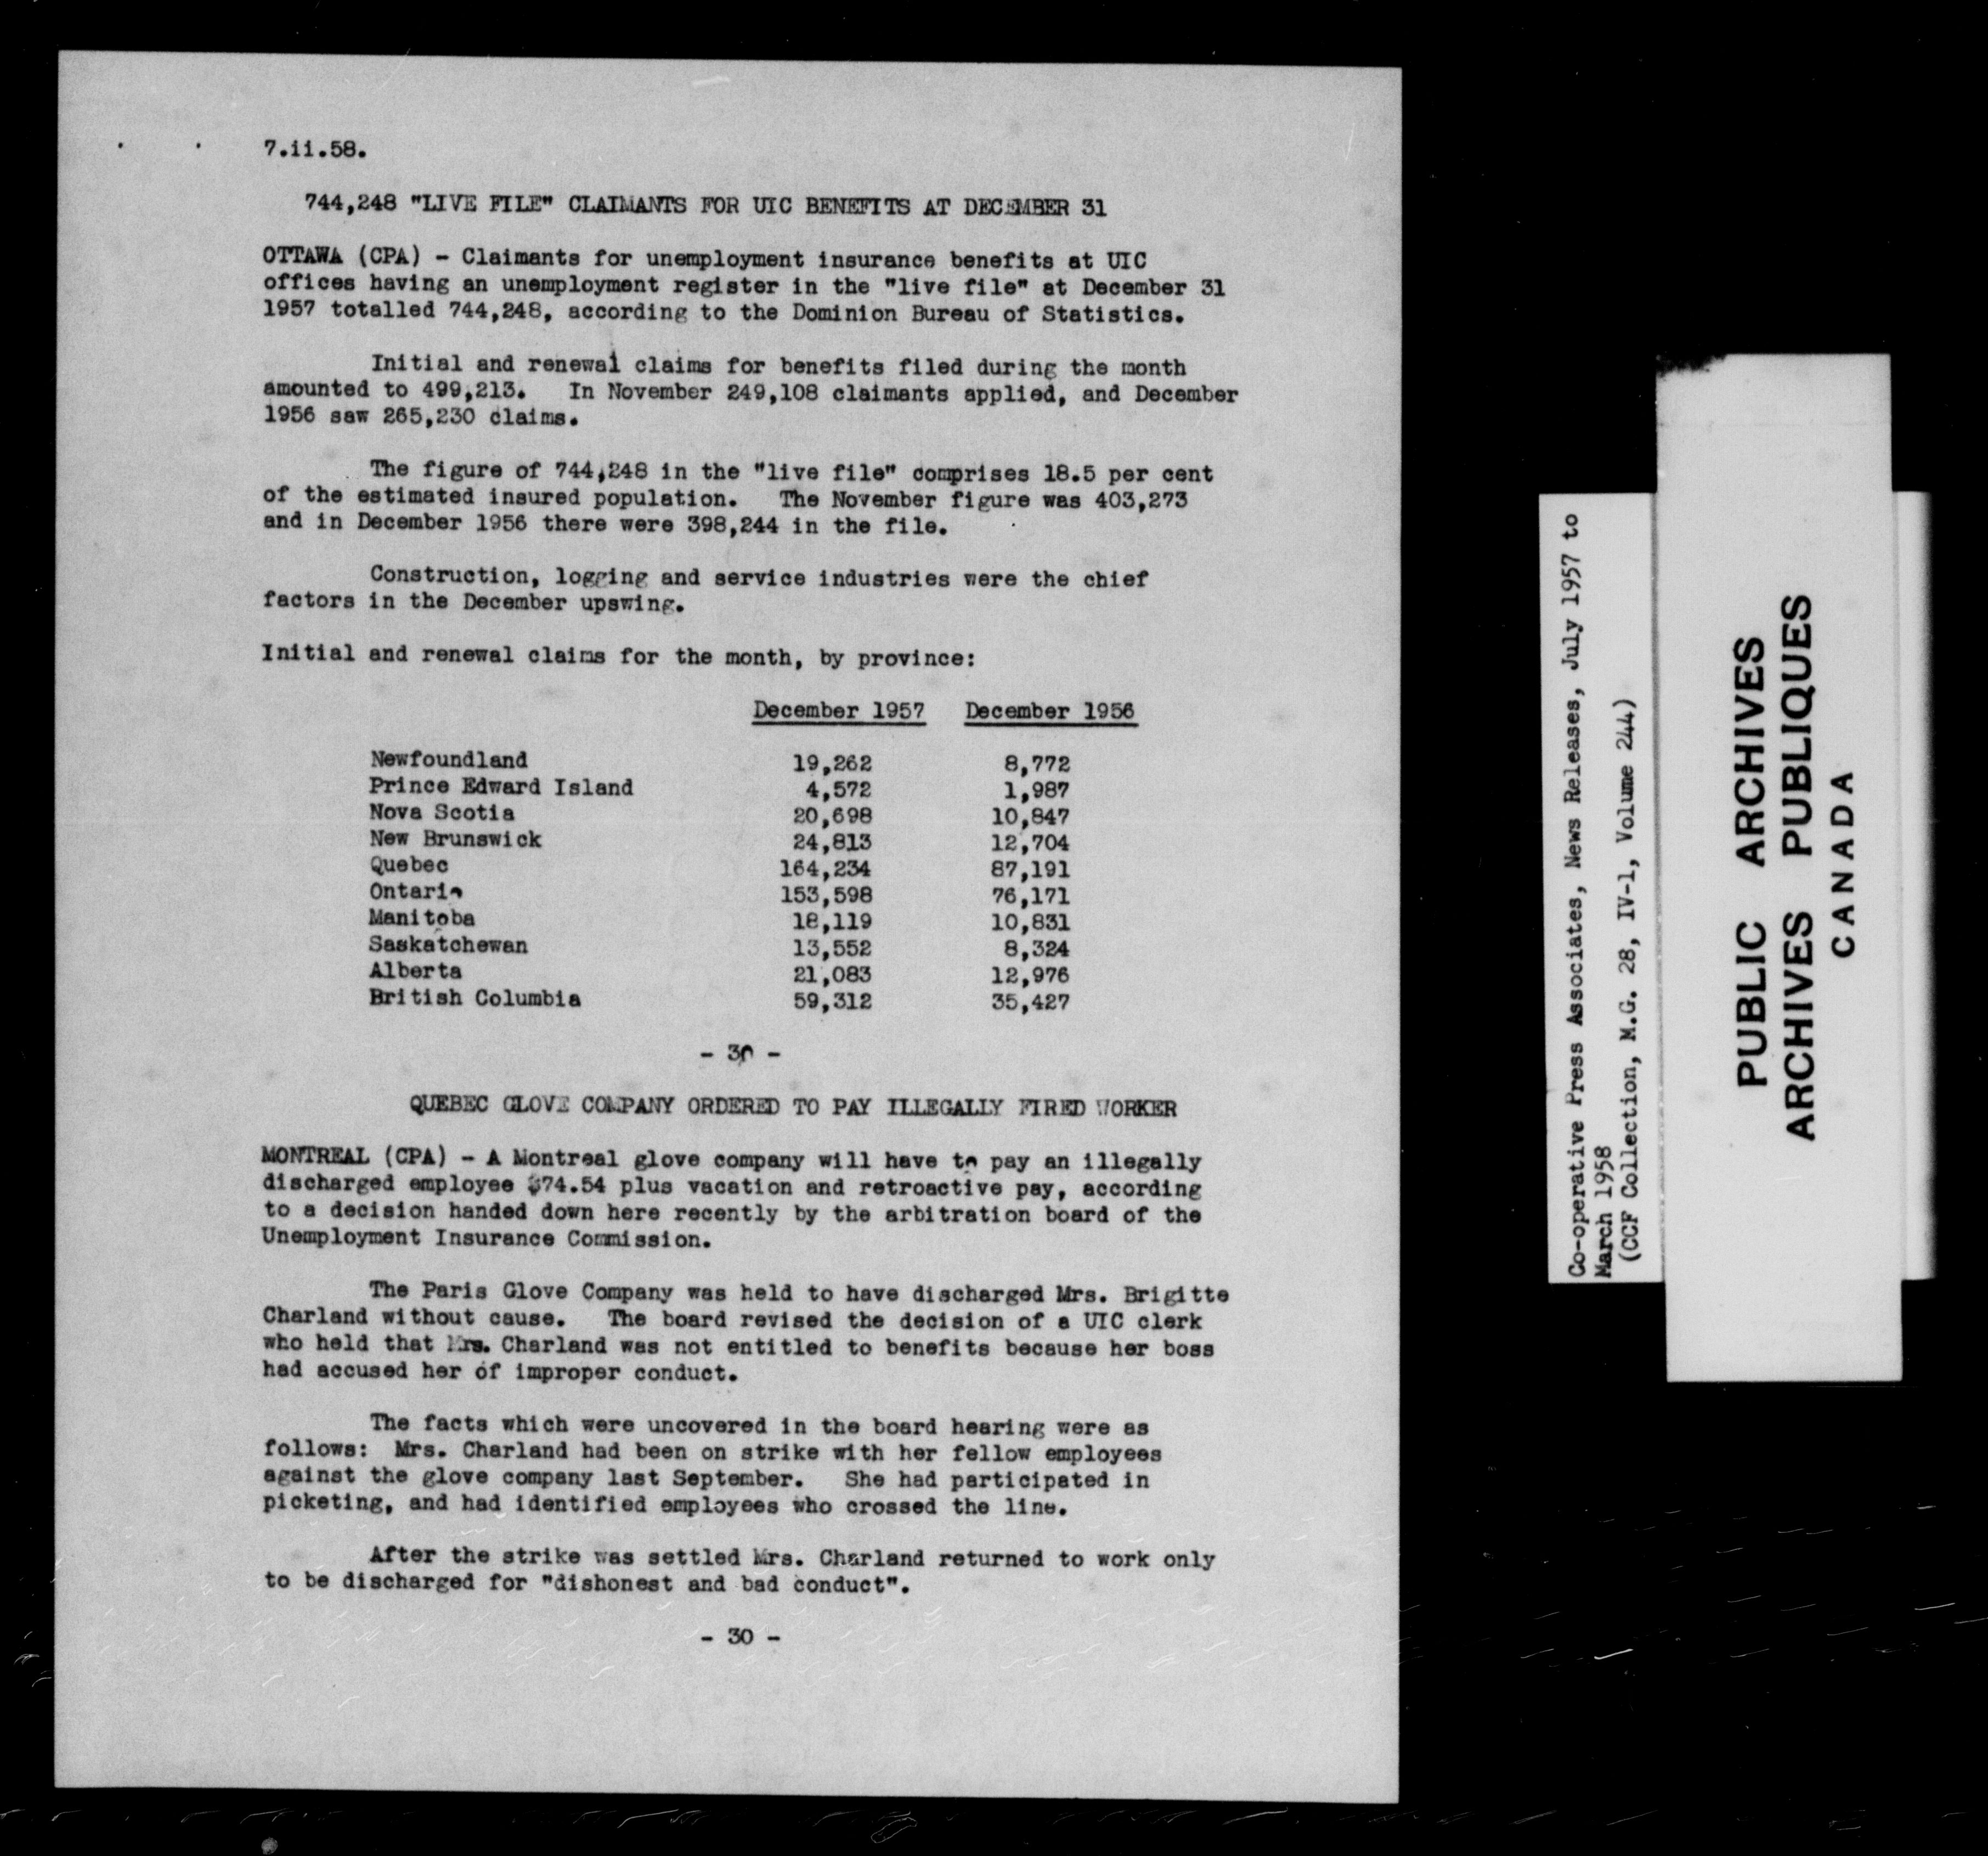 7.ii.58.
744,248 "LIVE FILE" CLAIMANTS FOR UIC BENEFITS AT DECEMBER 31
OTTAWA (CPA) - Claimants for unemployment insurance benefits at UIC
offices having an unemployment register in the "live file" at December 31
1957 totalled 744,248, according to the Dominion Bureau of Statistics.
Initial and renewal claims for benefits filed during the month
amounted to 499,213. In November 249,108 claimants applied, and December
1956 saw 265,230 claims.
The figure of 744,248 in the "live file" comprises 18.5 per cent
of the estimated insured population. The November figure was 403,273
and in December 1956 there were 398,244 in the file.
Construction, logging and service industries were the chief
factors in the December upswing.
Initial and renewal claims for the month, by province:
December 1957 December 1956
Newfoundland 19,262 8,772
Prince Edward Island 4,572 1,987
Nova Scotia 20,698 10,847
New Brunswick 24,813 12,704
Quebec 164,234 87,191
Ontario 153,598 76,171
Manitoba 18,119 10,831
Saskatchewan 13,552 8,324
Alberta 21,083 12,976
British Columbia 59,312 35,427
- 30 -
QUEBEC GLOVE COMPANY ORDERED TO PAY ILLEGALLY FIRED WORKER
MONTREAL (CPA) - A Montreal glove company will have to pay an illegally
discharged employee $74.54 plus vacation and retroactive pay, according
to a decision handed down here recently by the arbitration board of the
Unemployment Insurance Commission.
The Paris Glove Company was held to have discharged Mrs. Brigitte
Charland without cause. The board revised the decision of a UIC clerk
who held that Mrs. Charland was not entitled to benefits because her boss
had accused her of improper conduct.
The facts which were uncovered in the board hearing were as
follows: Mrs. Charland had been on strike with her fellow employees
against the glove company last September. She had participated in
picketing, and had identified employees who crossed the line.
After the strike was settled Mrs. Charland returned to work only
to be discharged for "dishonest and bad conduct".
- 30 -
Co-operative Press Associates, News Releases, July 1957 to
March 1958
(CCF Collection, M.G. 28, IV-1, Volume 244)
PUBLIC ARCHIVES
ARCHIVES PUBLIQUES
CANADA